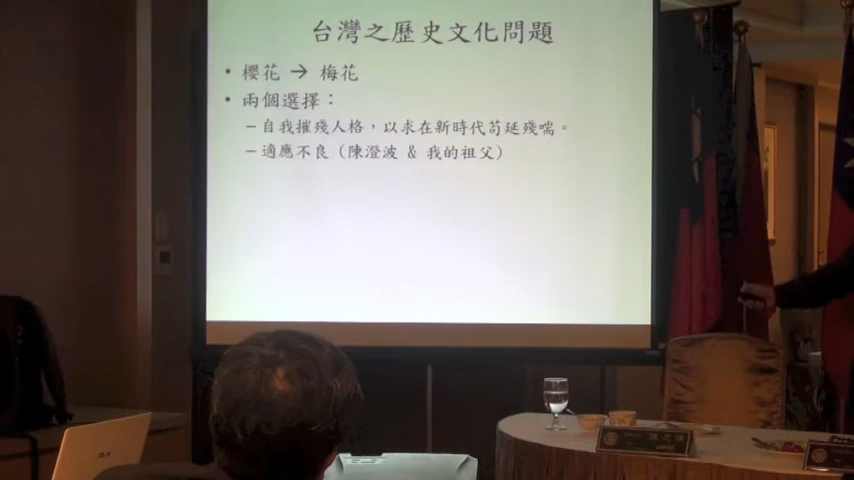 台灣之歷史文化問題
• 櫻花 → 梅花
• 兩個選擇：
– 自我摧殘人格，以求在新時代苟延殘喘。
– 適應不良（陳澄波 & 我的祖父）